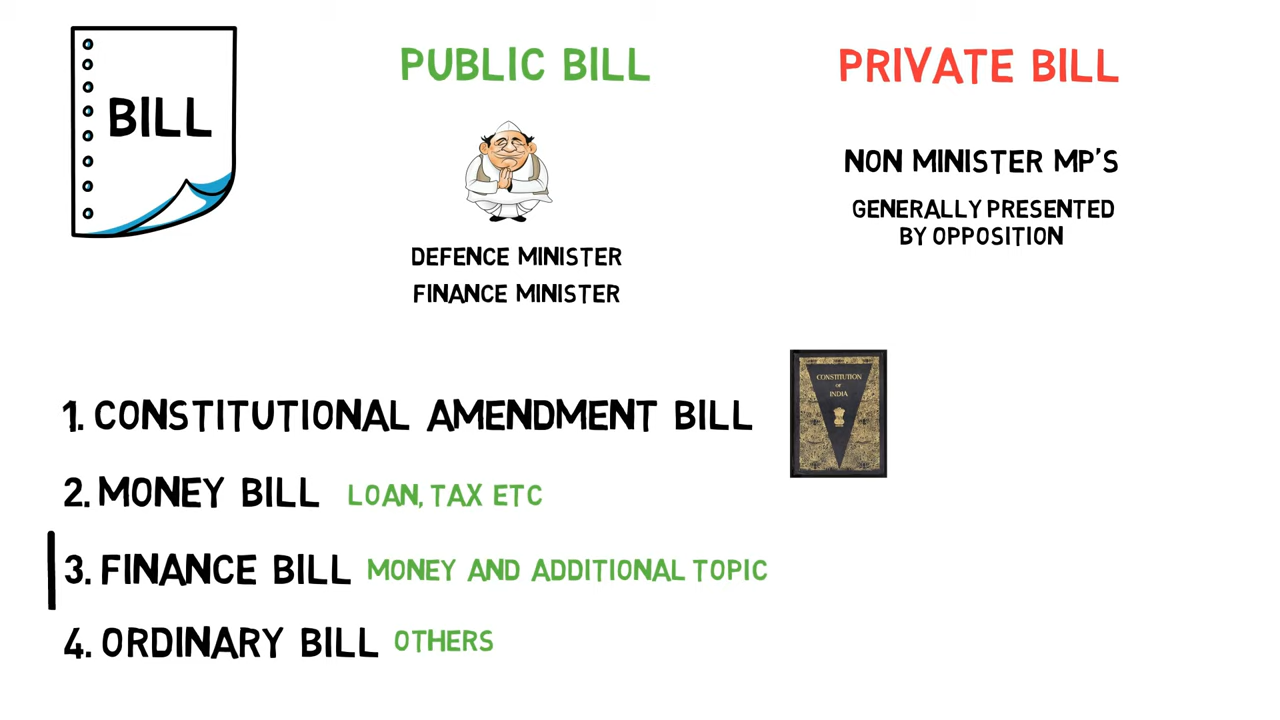 BILL
PUBLIC BILL
DEFENCE MINISTER
FINANCE MINISTER
PRIVATE BILL
NON MINISTER MP'S
GENERALLY PRESENTED
BY OPPOSITION
1. CONSTITUTIONAL AMENDMENT BILL
CONSTITUTION
OF
INDIA
2. MONEY BILL LOAN, TAX ETC
3. FINANCE BILL MONEY AND ADDITIONAL TOPIC
4. ORDINARY BILL OTHERS